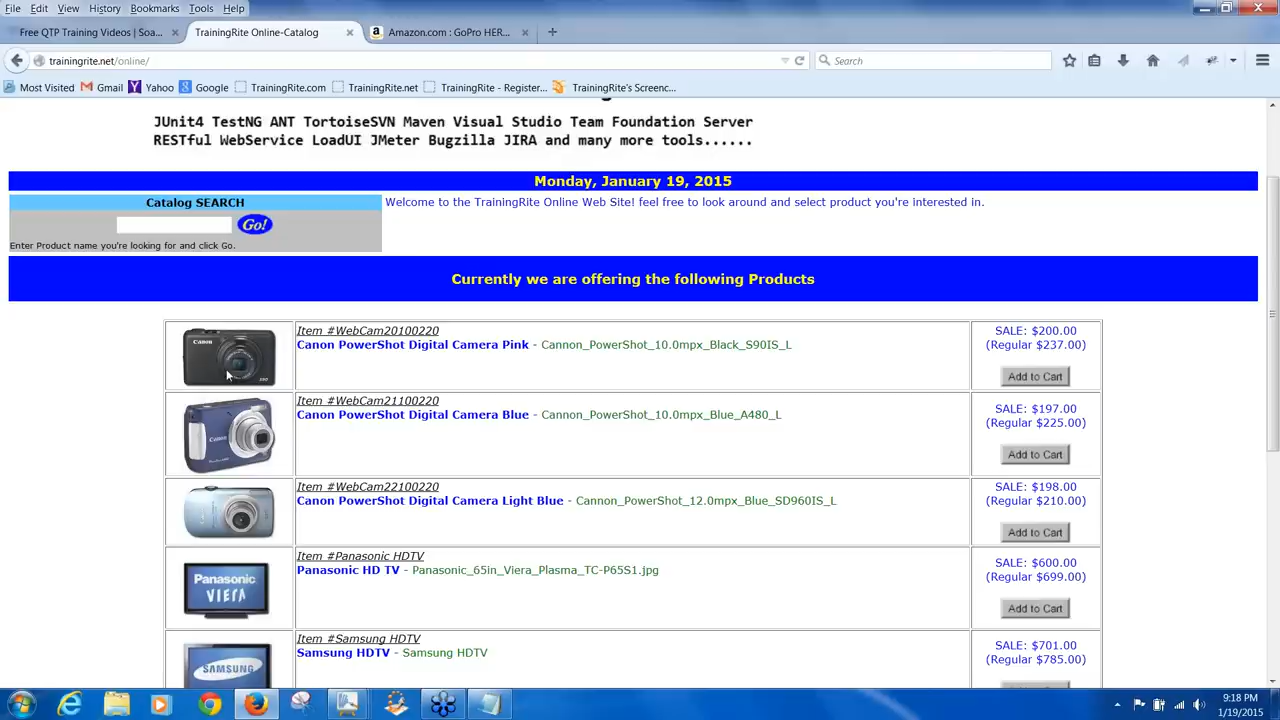 File Edit View History Bookmarks Tools Help
Free QTP Training Videos | Soa... TrainingRite Online-Catalog Amazon.com : GoPro HER...
trainingrite.net/online/ Search
Most Visited Gmail Yahoo Google TrainingRite.com TrainingRite.net TrainingRite - Register... TrainingRite's Screenc...
JUnit4 TestNG ANT TortoiseSVN Maven Visual Studio Team Foundation Server
RESTful WebService LoadUI JMeter Bugzilla JIRA and many more tools......
Monday, January 19, 2015
Catalog SEARCH
Welcome to the TrainingRite Online Web Site! feel free to look around and select product you're interested in.
Go!
Enter Product name you're looking for and click Go.
Currently we are offering the following Products
Canon
Item #WebCam20100220
Canon PowerShot Digital Camera Pink - Cannon_PowerShot_10.0mpx_Black_S90IS_L
SALE: $200.00
(Regular $237.00)
Add to Cart
Canon
Item #WebCam21100220
Canon PowerShot Digital Camera Blue - Cannon_PowerShot_10.0mpx_Blue_A480_L
SALE: $197.00
(Regular $225.00)
Add to Cart
Item #WebCam22100220
Canon PowerShot Digital Camera Light Blue - Cannon_PowerShot_12.0mpx_Blue_SD960IS_L
SALE: $198.00
(Regular $210.00)
Add to Cart
Panasonic
VIERA
Item #Panasonic HDTV
Panasonic HD TV - Panasonic_65in_Viera_Plasma_TC-P65S1.jpg
SALE: $600.00
(Regular $699.00)
Add to Cart
SAMSUNG
Item #Samsung HDTV
Samsung HDTV - Samsung HDTV
SALE: $701.00
(Regular $785.00)
9:18 PM
1/19/2015